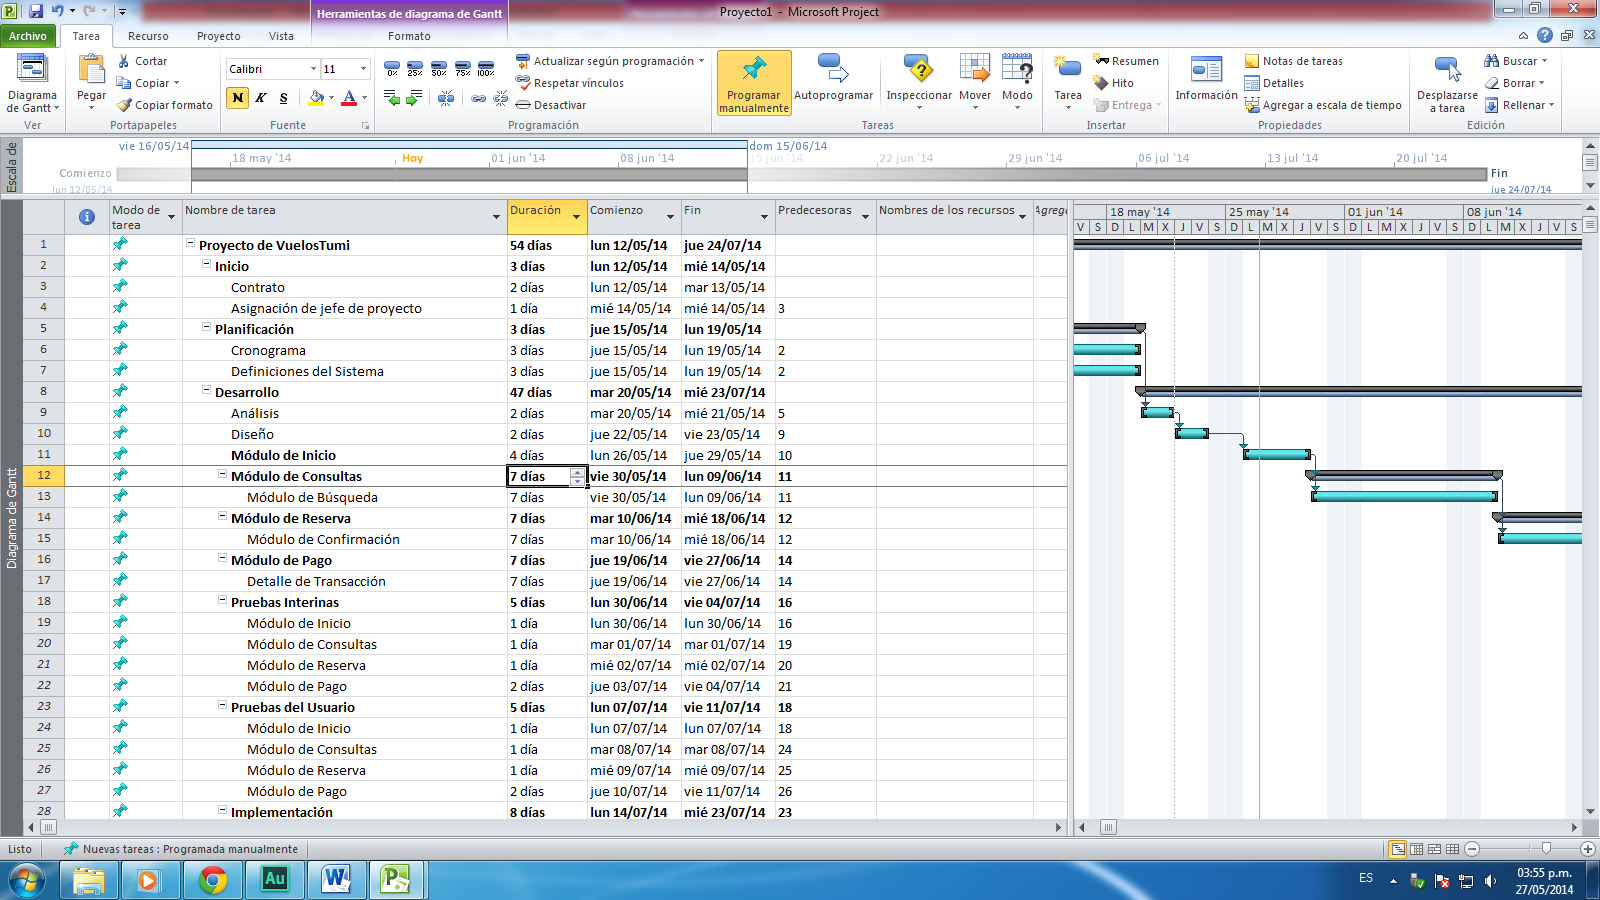 Herramientas de diagrama de Gantt
Proyecto1 - Microsoft Project
Archivo Tarea Recurso Proyecto Vista Formato
Diagrama de Gantt
Ver
Pegar
Cortar
Copiar
Copiar formato
Portapapeles
Calibri 11
N K S A
Fuente
0% 25% 50% 75% 100%
Actualizar según programación
Respetar vínculos
Desactivar
Programación
Programar manualmente
Autoprogramar
Inspeccionar
Mover
Modo
Tareas
Tarea
Resumen
Hito
Entrega
Insertar
Información
Notas de tareas
Detalles
Agregar a escala de tiempo
Propiedades
Desplazarse a tarea
Buscar
Borrar
Rellenar
Edición
Escala de
vie 16/05/14 dom 15/06/14
18 may '14 Hoy 01 jun '14 08 jun '14 15 jun '14 22 jun '14 29 jun '14 06 jul '14 13 jul '14 20 jul '14
Comienzo
lun 12/05/14
Fin
jue 24/07/14
Diagrama de Gantt
Modo de tarea Nombre de tarea Duración Comienzo Fin Predecesoras Nombres de los recursos Agreg
18 may '14 25 may '14 01 jun '14 08 jun '14
V S D L M X J V S D L M X J V S D L M X J V S D L M X J V S
1 Proyecto de VuelosTumi 54 días lun 12/05/14 jue 24/07/14
2 Inicio 3 días lun 12/05/14 mié 14/05/14
3 Contrato 2 días lun 12/05/14 mar 13/05/14
4 Asignación de jefe de proyecto 1 día mié 14/05/14 mié 14/05/14 3
5 Planificación 3 días jue 15/05/14 lun 19/05/14
6 Cronograma 3 días jue 15/05/14 lun 19/05/14 2
7 Definiciones del Sistema 3 días jue 15/05/14 lun 19/05/14 2
8 Desarrollo 47 días mar 20/05/14 mié 23/07/14
9 Análisis 2 días mar 20/05/14 mié 21/05/14 5
10 Diseño 2 días jue 22/05/14 vie 23/05/14 9
11 Módulo de Inicio 4 días lun 26/05/14 jue 29/05/14 10
12 Módulo de Consultas 7 días vie 30/05/14 lun 09/06/14 11
13 Módulo de Búsqueda 7 días vie 30/05/14 lun 09/06/14 11
14 Módulo de Reserva 7 días mar 10/06/14 mié 18/06/14 12
15 Módulo de Confirmación 7 días mar 10/06/14 mié 18/06/14 12
16 Módulo de Pago 7 días jue 19/06/14 vie 27/06/14 14
17 Detalle de Transacción 7 días jue 19/06/14 vie 27/06/14 14
18 Pruebas Interinas 5 días lun 30/06/14 vie 04/07/14 16
19 Módulo de Inicio 1 día lun 30/06/14 lun 30/06/14 16
20 Módulo de Consultas 1 día mar 01/07/14 mar 01/07/14 19
21 Módulo de Reserva 1 día mié 02/07/14 mié 02/07/14 20
22 Módulo de Pago 2 días jue 03/07/14 vie 04/07/14 21
23 Pruebas del Usuario 5 días lun 07/07/14 vie 11/07/14 18
24 Módulo de Inicio 1 día lun 07/07/14 lun 07/07/14 18
25 Módulo de Consultas 1 día mar 08/07/14 mar 08/07/14 24
26 Módulo de Reserva 1 día mié 09/07/14 mié 09/07/14 25
27 Módulo de Pago 2 días jue 10/07/14 vie 11/07/14 26
28 Implementación 8 días lun 14/07/14 mié 23/07/14 23
Listo Nuevas tareas : Programada manualmente
Au
ES
03:55 p.m.
27/05/2014